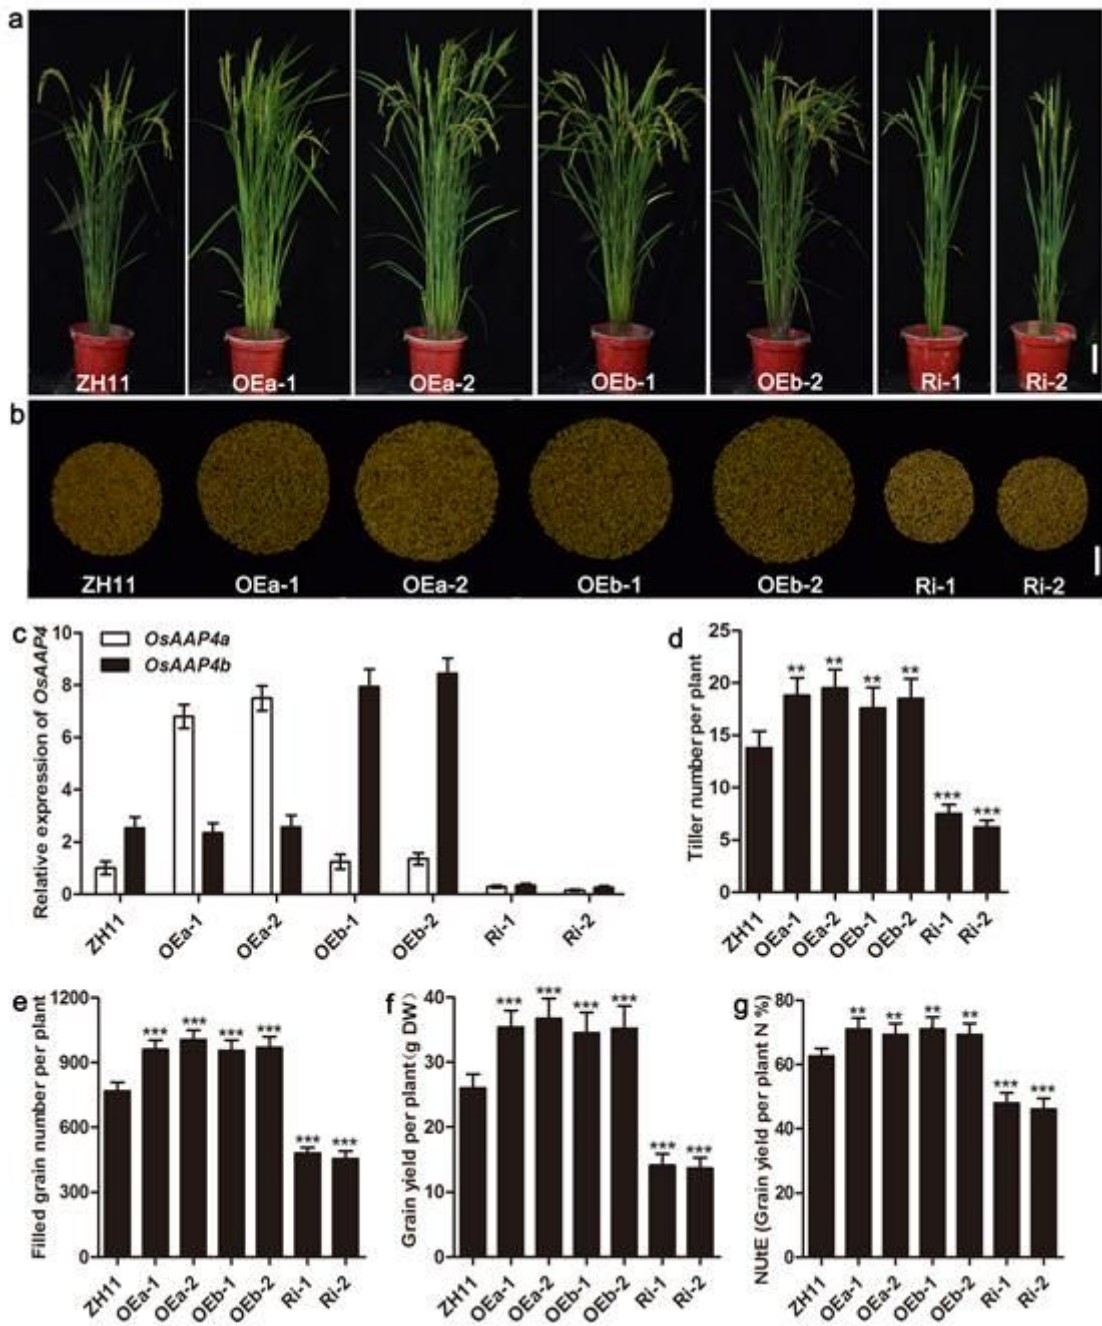 a
ZH11 OEa-1 OEa-2 OEb-1 OEb-2 Ri-1 Ri-2
b
ZH11 OEa-1 OEa-2 OEb-1 OEb-2 Ri-1 Ri-2
c
Relative expression of OsAAP4
10
8
6
4
2
0
OsAAP4a
OsAAP4b
ZH11 OEa-1 OEa-2 OEb-1 OEb-2 Ri-1 Ri-2
d
Tiller number per plant
25
20
15
10
5
0
** ** ** ** *** ***
ZH11 OEa-1 OEa-2 OEb-1 OEb-2 Ri-1 Ri-2
e
Filled grain number per plant
1200
900
600
300
0
*** *** *** *** *** ***
ZH11 OEa-1 OEa-2 OEb-1 OEb-2 Ri-1 Ri-2
f
Grain yield per plant(g DW)
40
30
20
10
0
*** *** *** *** *** ***
ZH11 OEa-1 OEa-2 OEb-1 OEb-2 Ri-1 Ri-2
g
NUtE (Grain yield per plant N %)
80
60
40
20
0
** ** ** ** *** ***
ZH11 OEa-1 OEa-2 OEb-1 OEb-2 Ri-1 Ri-2